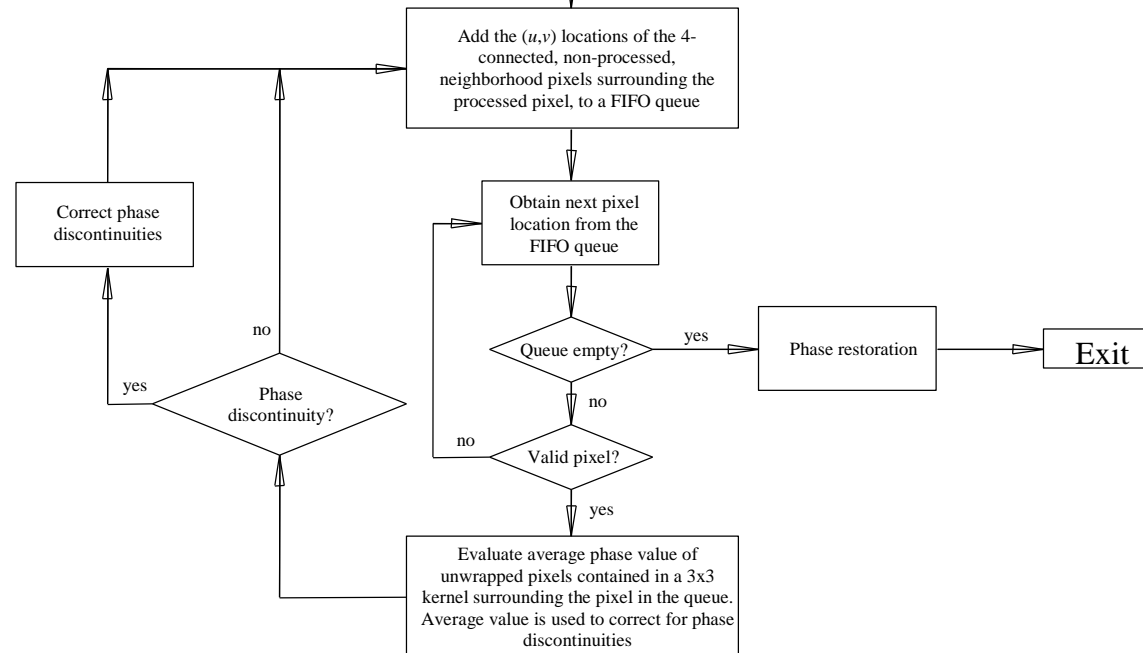 Add the (u,v) locations of the 4-
connected, non-processed,
neighborhood pixels surrounding the
processed pixel, to a FIFO queue
Correct phase
discontinuities
Obtain next pixel
location from the
FIFO queue
no
Queue empty?
yes
Phase restoration
Exit
yes
Phase
discontinuity?
no
no
Valid pixel?
yes
Evaluate average phase value of
unwrapped pixels contained in a 3x3
kernel surrounding the pixel in the queue.
Average value is used to correct for phase
discontinuities